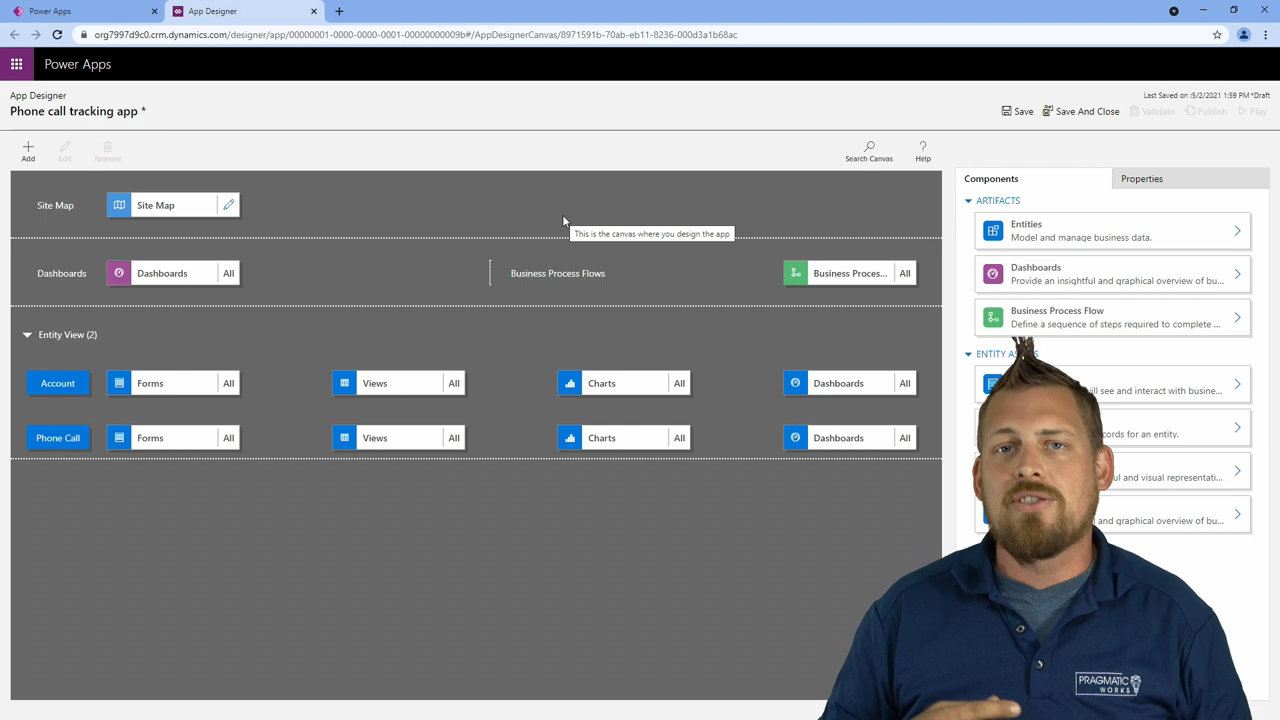 Power Apps
App Designer
org7997d9c0.crm.dynamics.com/designer/app/00000001-0000-0000-0001-00000000009b#/AppDesignerCanvas/8971591b-70ab-eb11-8236-000d3a1b68ac
Power Apps
App Designer
Last Saved on :5/2/2021 1:59 PM *Draft
Phone call tracking app *
Save
Save And Close
Validate
Publish
Play
Add
Edit
Remove
Search Canvas
Help
Components
Properties
Site Map
Site Map
This is the canvas where you design the app
Dashboards
Dashboards
All
Business Process Flows
Business Proces...
All
Entity View (2)
Account
Forms
All
Views
All
Charts
All
Dashboards
All
Phone Call
Forms
All
Views
All
Charts
All
Dashboards
All
ARTIFACTS
Entities
Model and manage business data.
Dashboards
Provide an insightful and graphical overview of bu...
Business Process Flow
Define a sequence of steps required to complete ...
ENTITY
see and interact with busine...
for an entity.
and visual representati...
and graphical overview of bu...
PRAGMATIC
WORKS